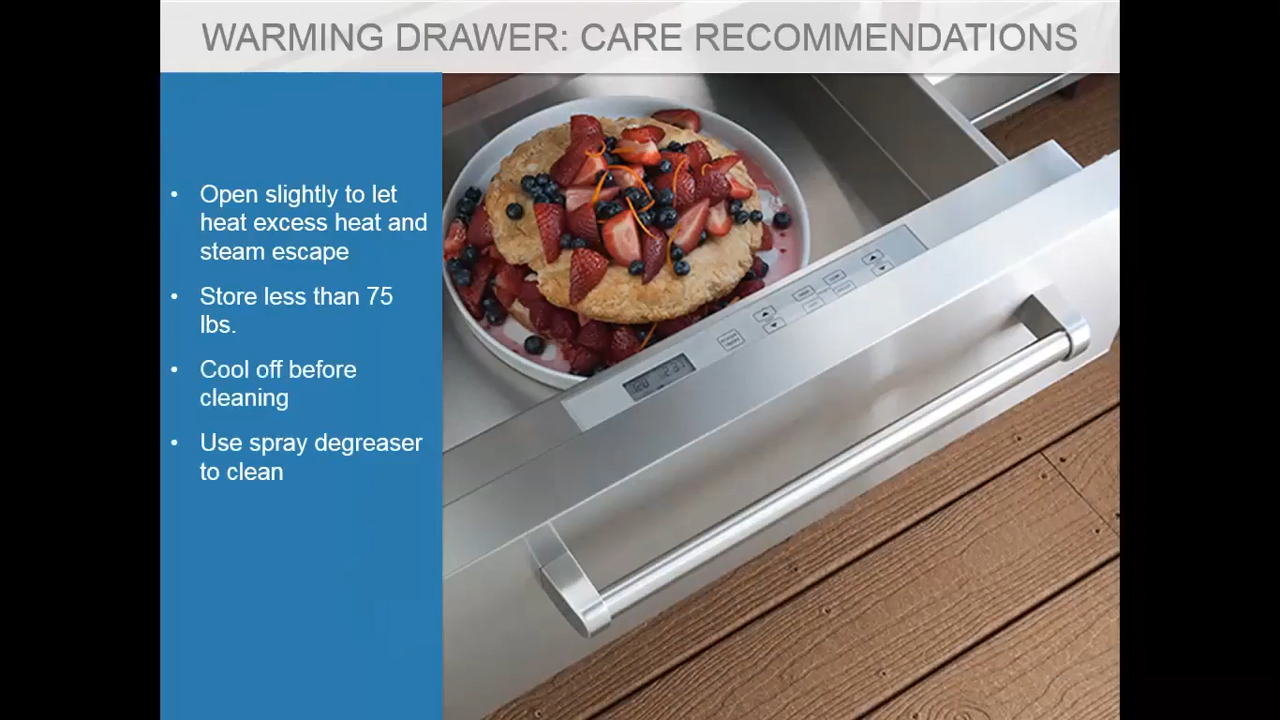 WARMING DRAWER: CARE RECOMMENDATIONS
• Open slightly to let
heat excess heat and
steam escape
• Store less than 75
lbs.
• Cool off before
cleaning
• Use spray degreaser
to clean